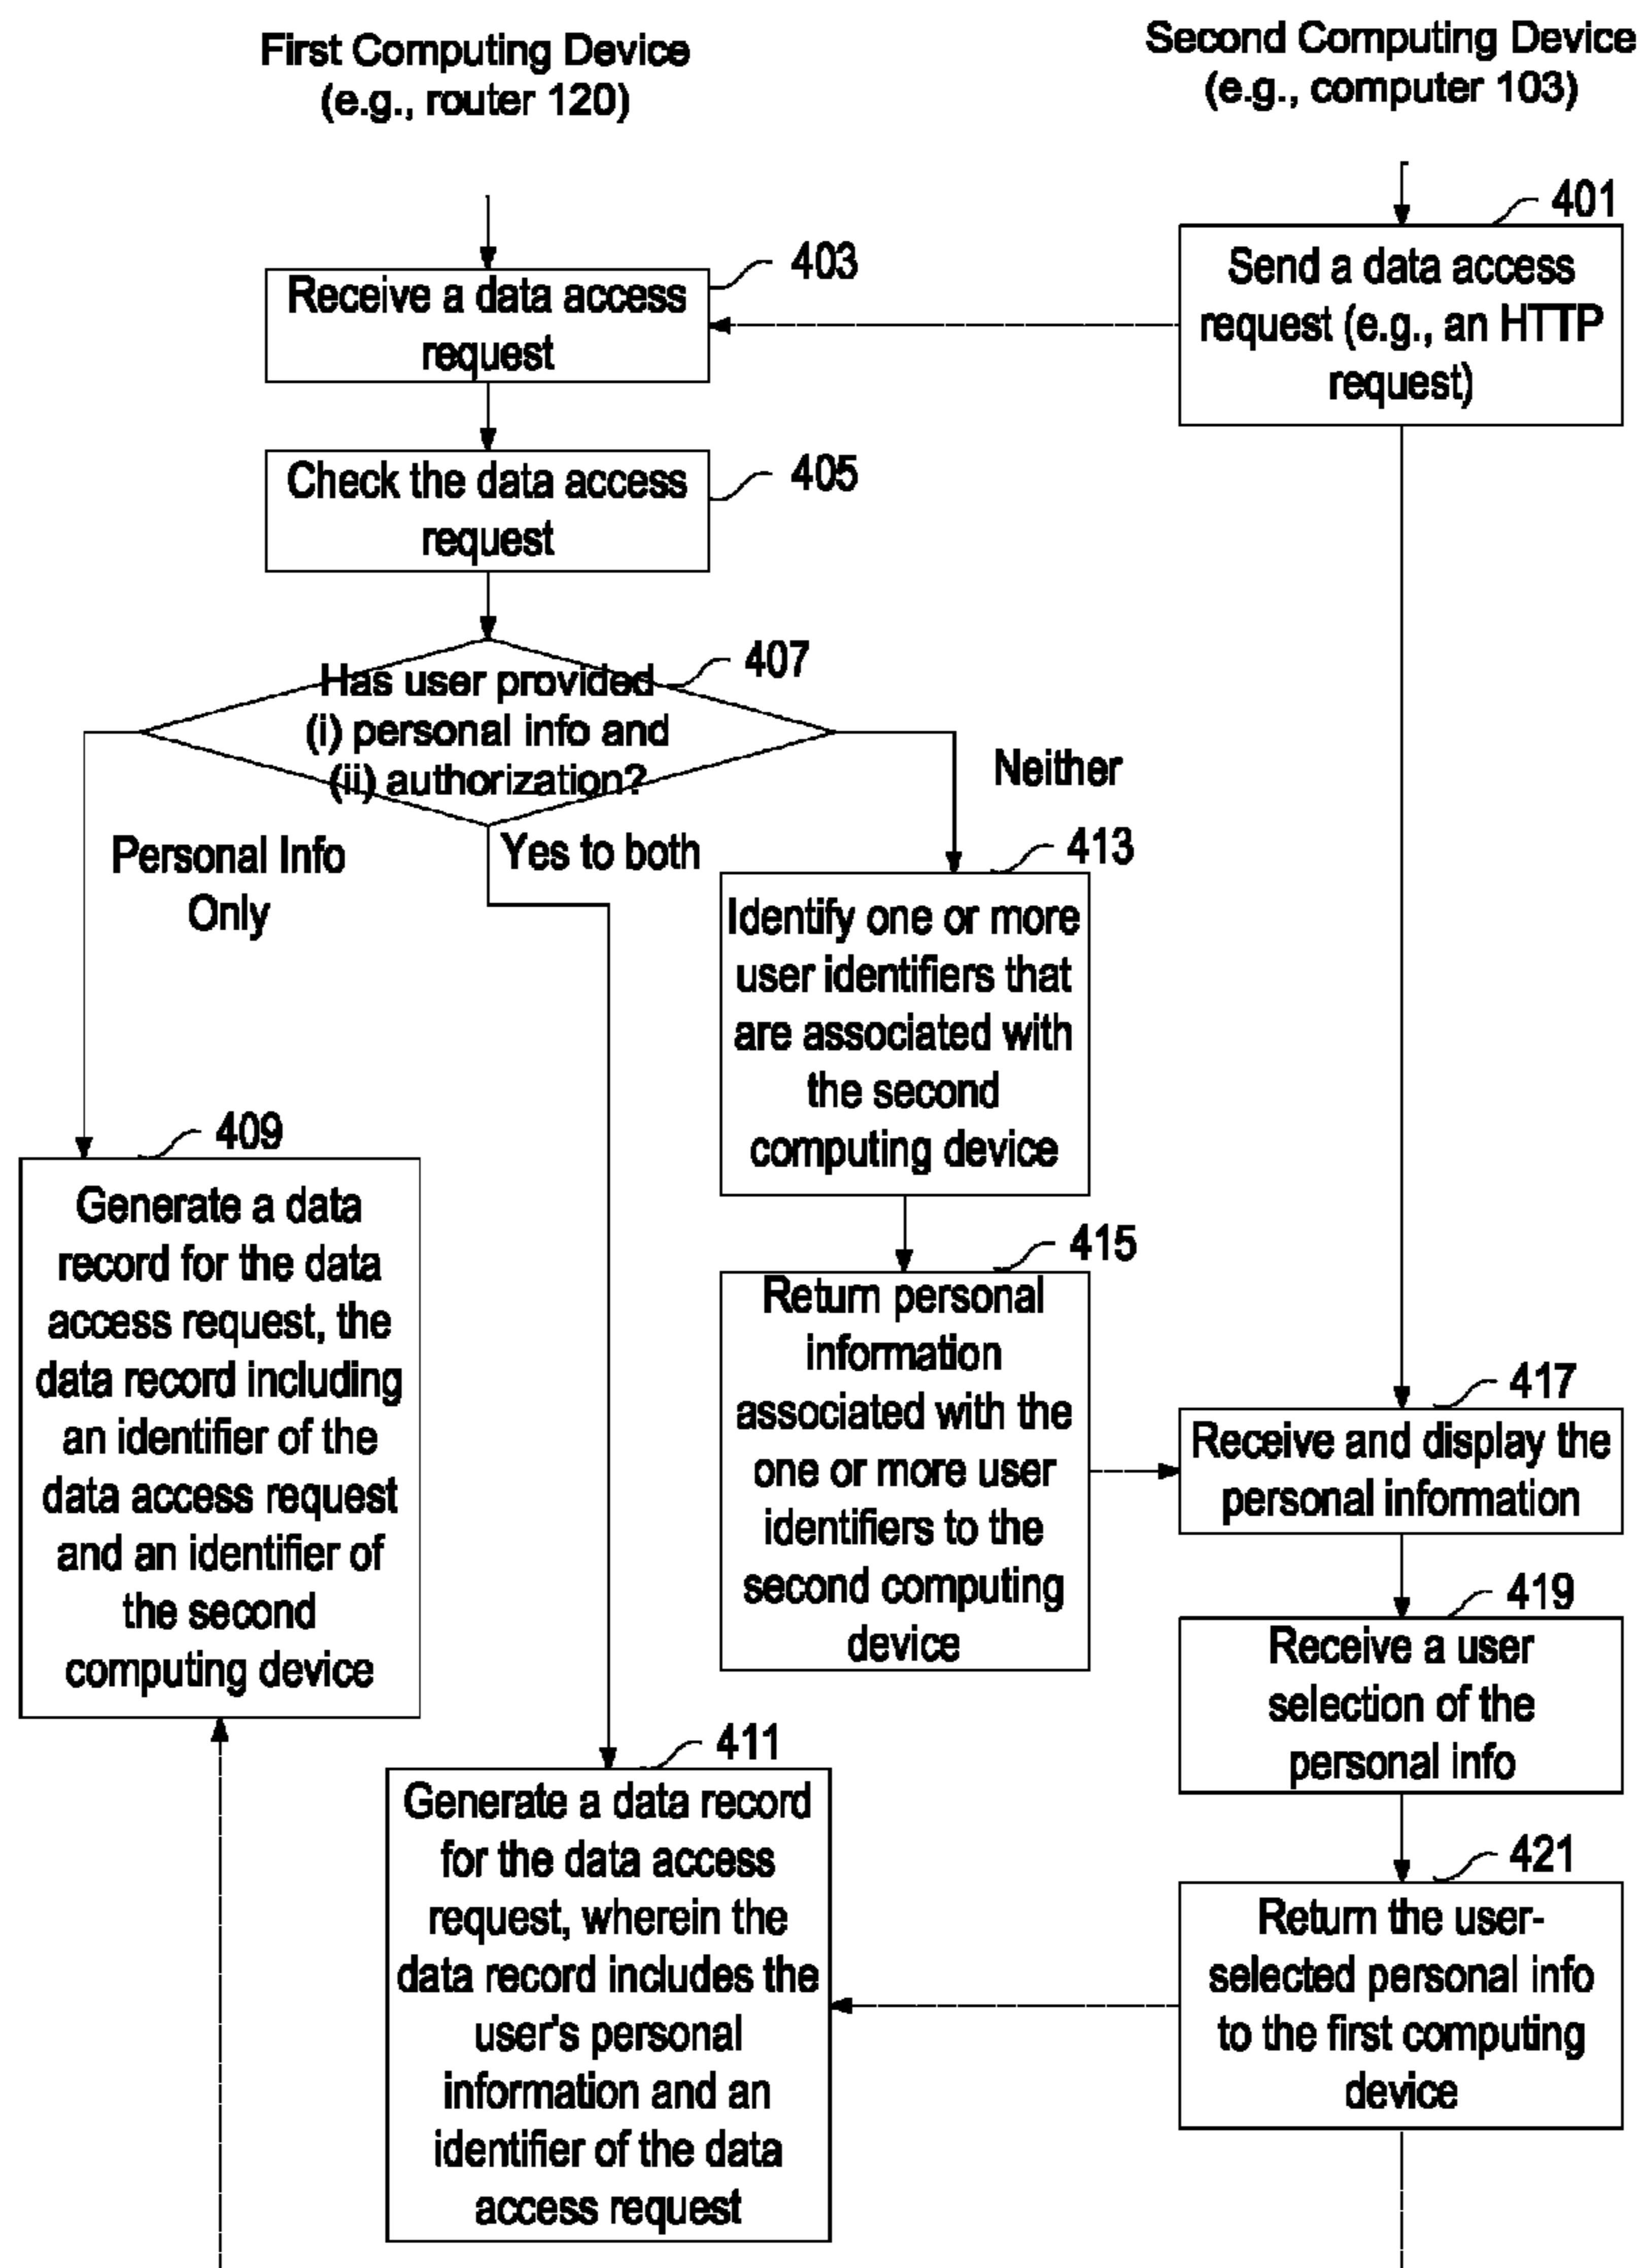 First Computing Device
(e.g., router 120)
Second Computing Device
(e.g., computer 103)
401
Send a data access
request (e.g., an HTTP
request)
403
Receive a data access
request
405
Check the data access
request
407
Has user provided
(i) personal info and
(ii) authorization?
Neither
Personal Info
Only
Yes to both
413
Identify one or more
user identifiers that
are associated with
the second
computing device
409
Generate a data
record for the data
access request, the
data record including
an identifier of the
data access request
and an identifier of
the second
computing device
415
Return personal
information
associated with the
one or more user
identifiers to the
second computing
device
417
Receive and display the
personal information
419
Receive a user
selection of the
personal info
411
Generate a data record
for the data access
request, wherein the
data record includes the
user's personal
information and an
identifier of the data
access request
421
Return the user-
selected personal info
to the first computing
device